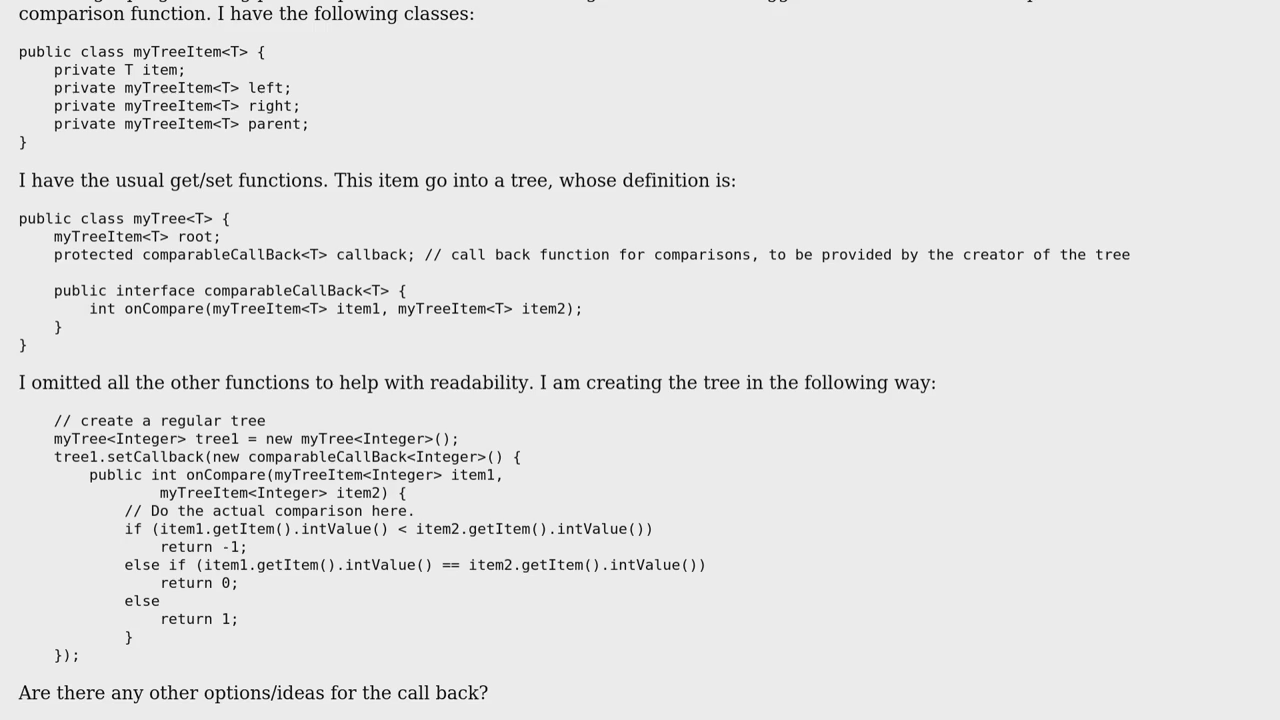 comparison function. I have the following classes:
public class myTreeItem<T> {
    private T item;
    private myTreeItem<T> left;
    private myTreeItem<T> right;
    private myTreeItem<T> parent;
}
I have the usual get/set functions. This item go into a tree, whose definition is:
public class myTree<T> {
    myTreeItem<T> root;
    protected comparableCallBack<T> callback; // call back function for comparisons, to be provided by the creator of the tree
    public interface comparableCallBack<T> {
        int onCompare(myTreeItem<T> item1, myTreeItem<T> item2);
    }
}
I omitted all the other functions to help with readability. I am creating the tree in the following way:
    // create a regular tree
    myTree<Integer> tree1 = new myTree<Integer>();
    tree1.setCallback(new comparableCallBack<Integer>() {
        public int onCompare(myTreeItem<Integer> item1,
                myTreeItem<Integer> item2) {
            // Do the actual comparison here.
            if (item1.getItem().intValue() < item2.getItem().intValue())
                return -1;
            else if (item1.getItem().intValue() == item2.getItem().intValue())
                return 0;
            else
                return 1;
            }
    });
Are there any other options/ideas for the call back?